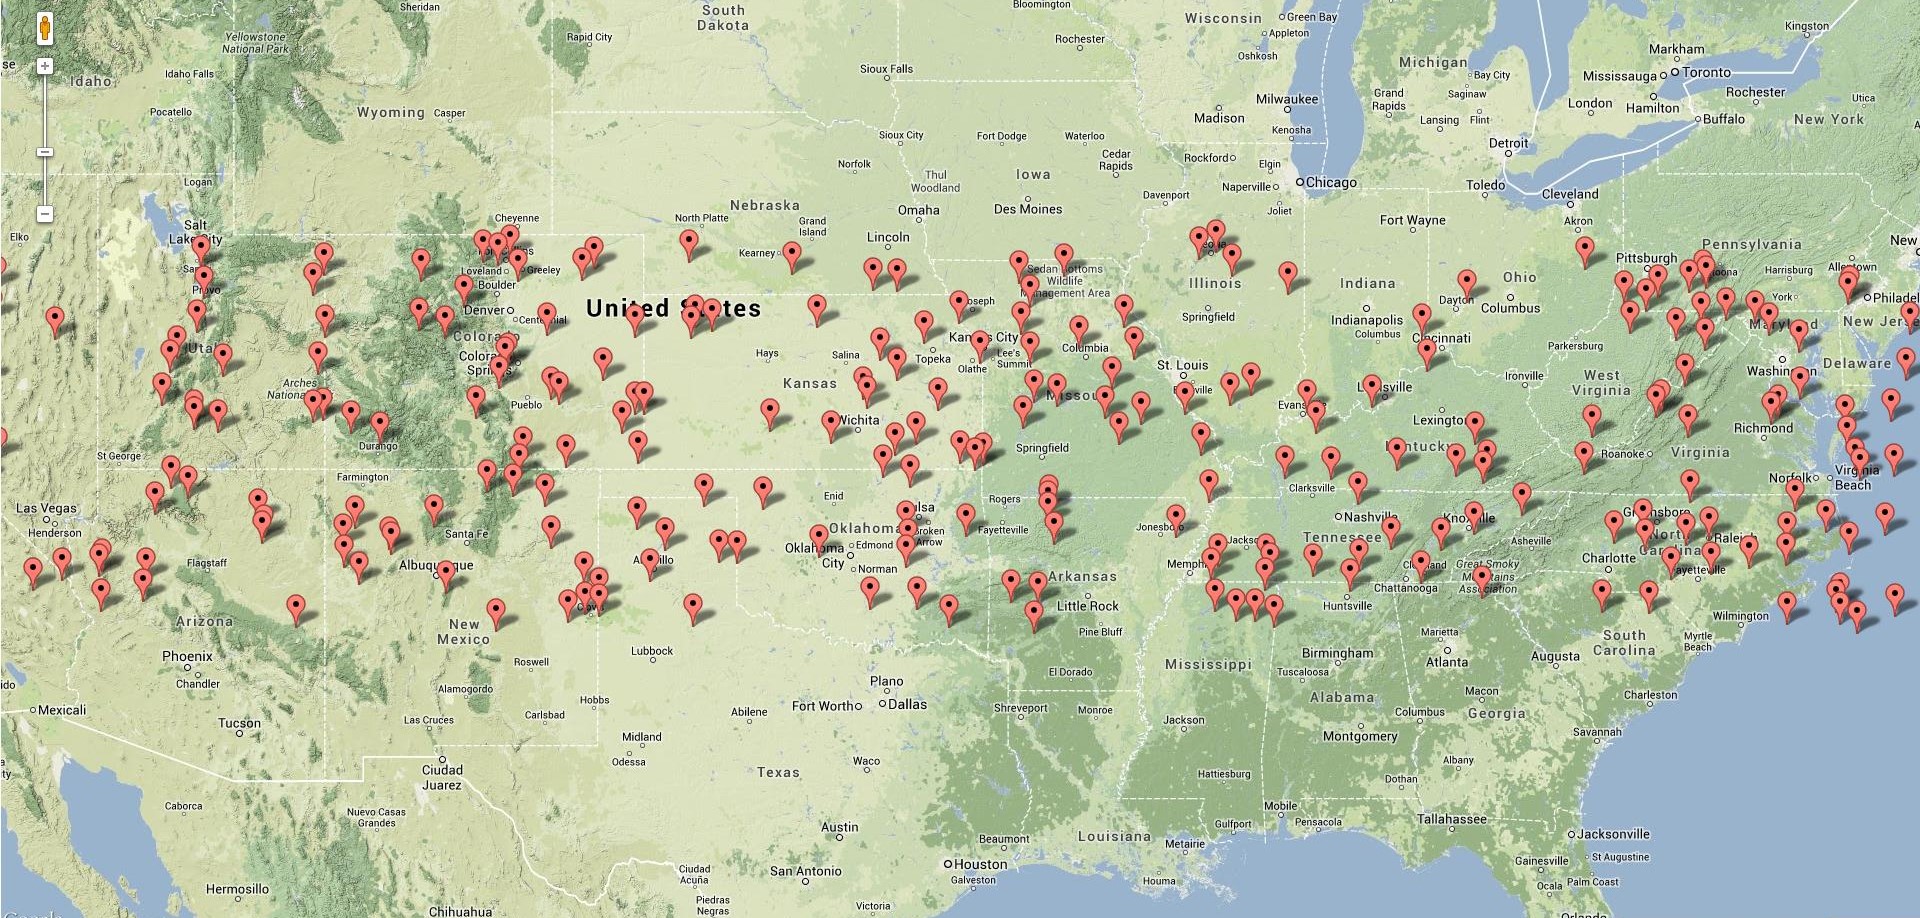 Sheridan
South
Dakota
Bloomington
Wisconsin
Green Bay
Kingston
Yellowstone
National Park
Rapid City
Rochester
Appleton
Oshkosh
Markham
Idaho
Idaho Falls
Sioux Falls
Michigan
Bay City
Mississauga
Toronto
Pocatello
Wyoming
Casper
Milwaukee
Madison
Grand
Rapids
Saginaw
Lansing
Flint
London
Hamilton
Rochester
Utica
Buffalo
New York
Kenosha
Sioux City
Fort Dodge
Waterloo
Detroit
Norfolk
Cedar
Rapids
Rockford
Elgin
Logan
Thul
Woodland
Iowa
Davenport
Naperville
Chicago
Toledo
Cleveland
Salt
Lake City
Elko
Cheyenne
North Platte
Nebraska
Grand
Island
Omaha
Des Moines
Joliet
Fort Wayne
Akron
Kearney
Lincoln
Pittsburgh
Pennsylvania
Provo
Loveland
Greeley
Boulder
Sedan Bottoms
Wildlife
Management Area
Illinois
Indiana
Ohio
Harrisburg
Allentown
Denver
United States
Kansas City
Springfield
Indianapolis
Columbus
Dayton
Columbus
York
Philadel
Utah
Colorado
Hays
Salina
Topeka
Lee's
Summit
Olathe
Columbia
Cincinnati
Parkersburg
Maryland
New Jerse
Arches
Pueblo
Kansas
Missouri
St. Louis
Louisville
Ironville
West
Virginia
Washington
Delaware
Durango
Wichita
Springfield
Lexington
Kentucky
Richmond
St George
Farmington
Roanoke
Virginia
Norfolk
Virginia
Beach
Las Vegas
Henderson
Enid
Rogers
Clarksville
Santa Fe
Oklahoma
Tulsa
Broken
Arrow
Fayetteville
Jonesboro
Nashville
Knoxville
Greensboro
Flagstaff
Albuquerque
Amarillo
Oklahoma
City
Edmond
Norman
Jackson
Tennessee
Asheville
North
Carolina
Raleigh
Charlotte
Fayetteville
Arizona
Clovis
Arkansas
Little Rock
Memphis
Huntsville
Chattanooga
Cleveland
Great Smoky
Mountains
Association
Wilmington
New
Mexico
Lubbock
Pine Bluff
Marietta
South
Carolina
Myrtle
Beach
Phoenix
Chandler
Roswell
El Dorado
Mississippi
Birmingham
Tuscaloosa
Atlanta
Augusta
Alamogordo
Plano
Dallas
Fort Worth
Mexicali
Tucson
Las Cruces
Carlsbad
Hobbs
Abilene
Shreveport
Monroe
Jackson
Alabama
Columbus
Montgomery
Macon
Georgia
Charleston
Savannah
Midland
Odessa
Ciudad
Juarez
Texas
Waco
Hattiesburg
Dothan
Albany
Caborca
Nuevo Casas
Grandes
Austin
Beaumont
Louisiana
Metairie
Mobile
Gulfport
Pensacola
Tallahassee
Jacksonville
Hermosillo
Ciudad
Acuña
San Antonio
Houston
Galveston
Houma
Gainesville
St Augustine
Ocala
Palm Coast
Chihuahua
Piedras
Negras
Victoria
Orlando